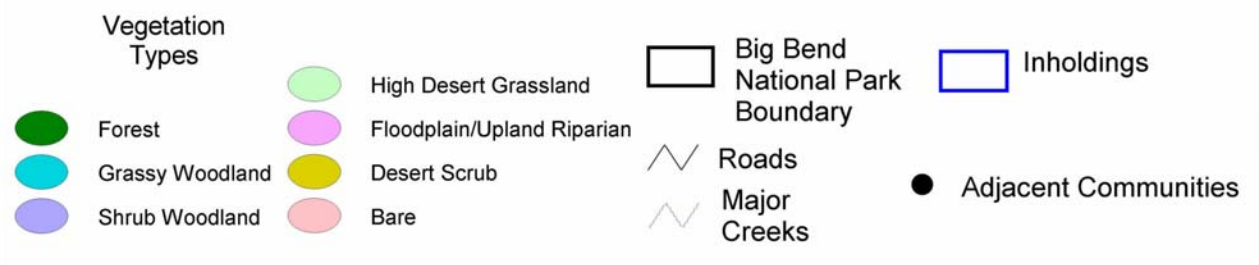 Vegetation
Types
Forest
Grassy Woodland
Shrub Woodland
High Desert Grassland
Floodplain/Upland Riparian
Desert Scrub
Bare
Big Bend
National Park
Boundary
Roads
Major
Creeks
Inholdings
Adjacent Communities